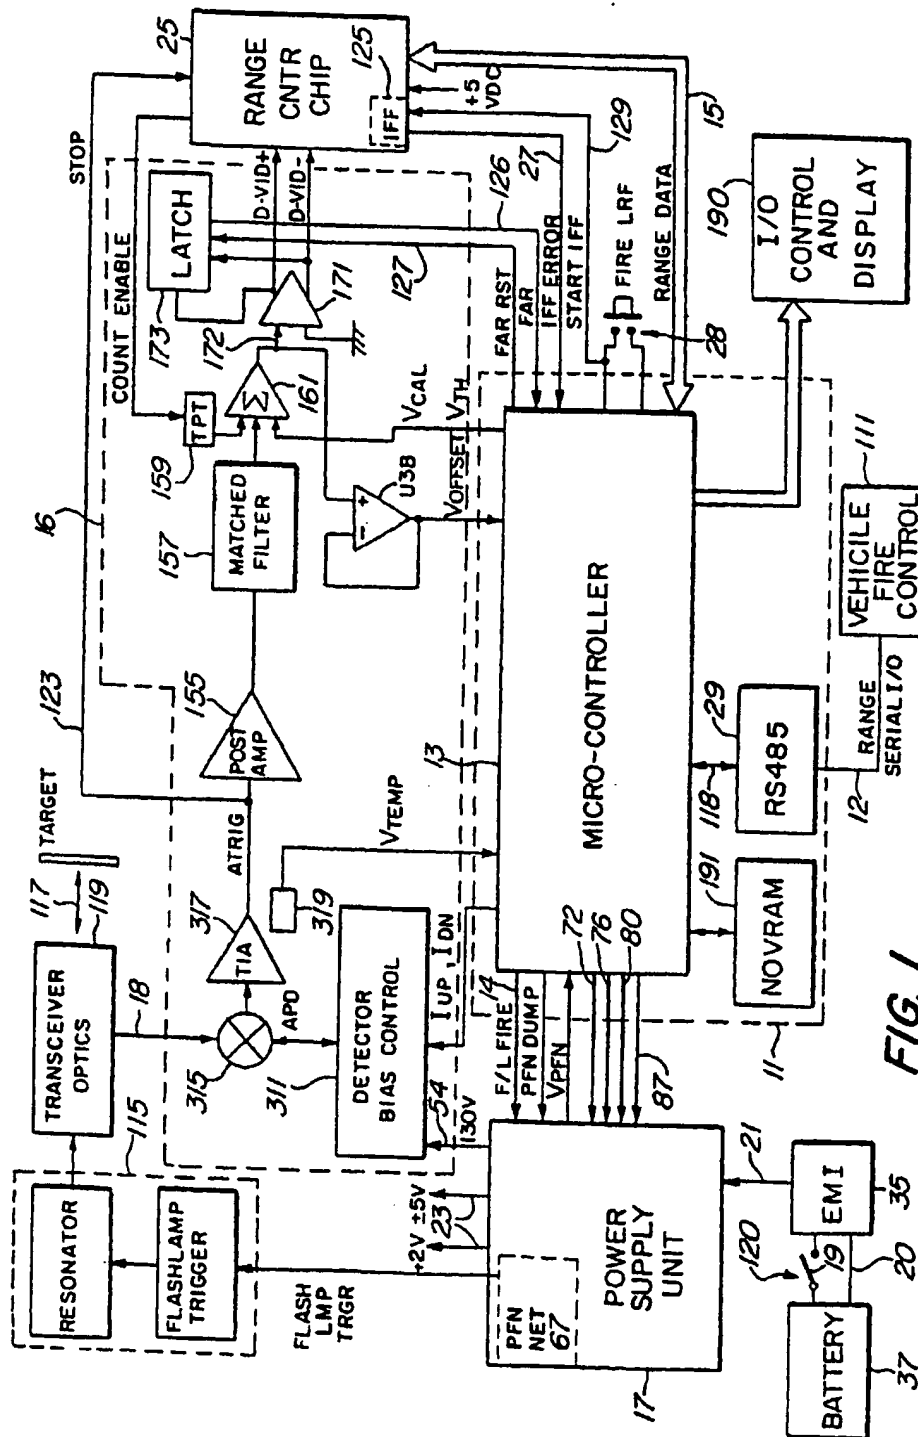 RESONATOR
FLASHLAMP
TRIGGER
115
TRANSCEIVER
OPTICS
119
117
TARGET
18
FLASH
LMP
TRGR
315
APD
TIA
317
319
ATRIG
123
16
STOP
DETECTOR
BIAS CONTROL
311
POST
AMP
155
MATCHED
FILTER
157
TPT
159
COUNT ENABLE
Σ
161
172
171
LATCH
173
RANGE
CNTR
CHIP
25
IFF
125
D-VID+
D-VID-
+5
VDC
VTEMP
U3B
+
-
VOFFSET
VCAL
VTH
127
126
27
129
FAR RST
FAR
IFF ERROR
START IFF
FIRE LRF
28
RANGE DATA
15
IUP, IDN
54
130V
+2V ±5V
23
PFN
NET
67
POWER
SUPPLY
UNIT
17
F/L FIRE
14
PFN DUMP
VPFN
72
76
80
87
MICRO-CONTROLLER
13
I/O
CONTROL
AND
DISPLAY
190
BATTERY
37
120
19
20
EMI
35
21
11
NOVRAM
191
RS485
118
29
12
RANGE
SERIAL I/O
VEHICILE
FIRE
CONTROL
111
FIG. 1